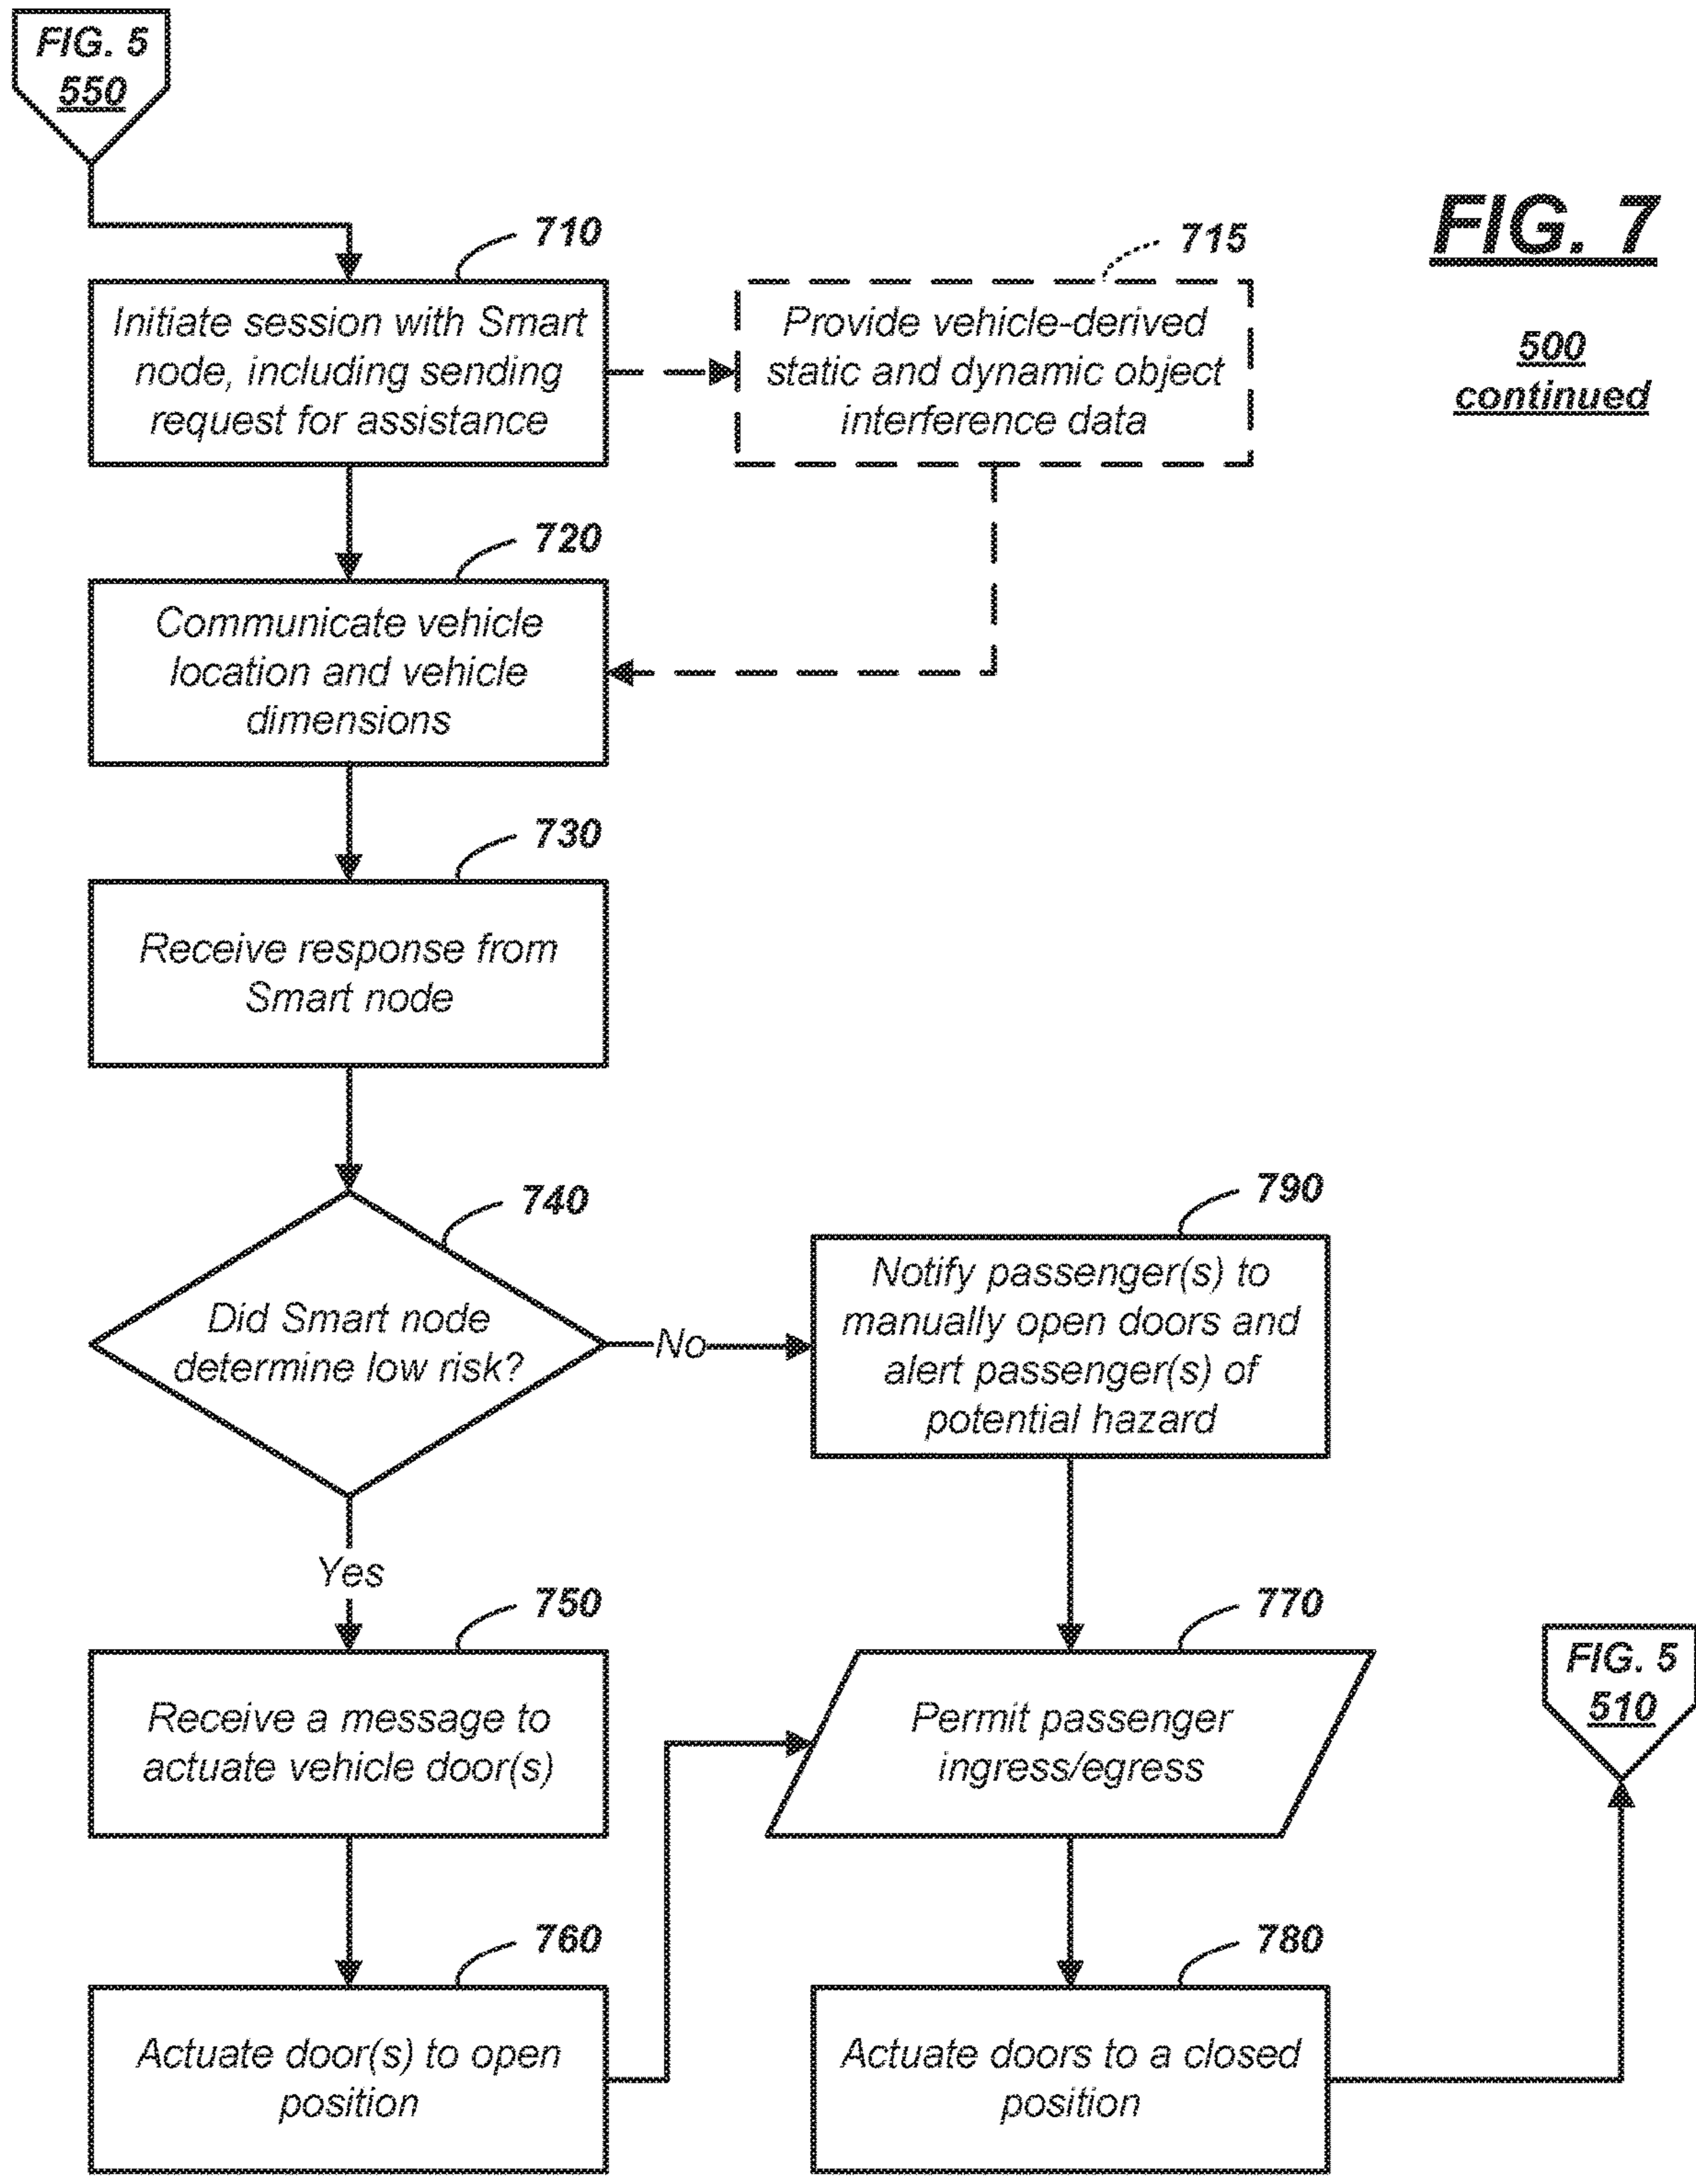 FIG. 5
550
FIG. 7
500
continued
710
Initiate session with Smart
node, including sending
request for assistance
715
Provide vehicle-derived
static and dynamic object
interference data
720
Communicate vehicle
location and vehicle
dimensions
730
Receive response from
Smart node
740
Did Smart node
determine low risk?
No
790
Notify passenger(s) to
manually open doors and
alert passenger(s) of
potential hazard
Yes
750
Receive a message to
actuate vehicle door(s)
770
Permit passenger
ingress/egress
FIG. 5
510
760
Actuate door(s) to open
position
780
Actuate doors to a closed
position